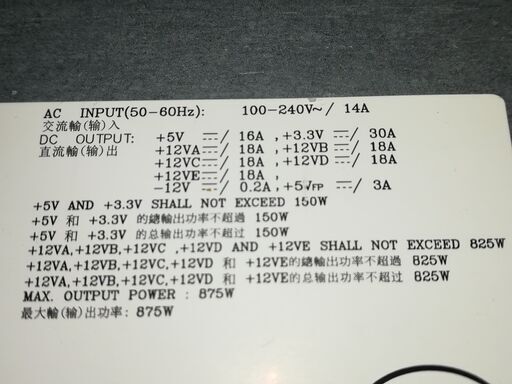 AC INPUT(50-60Hz): 100-240V~/ 14A
交流輸(输)入
DC OUTPUT: +5V ⎓/ 16A ,+3.3V ⎓/ 30A
直流輸(输)出 +12VA ⎓/ 18A ,+12VB ⎓/ 18A
+12VC ⎓/ 18A ,+12VD ⎓/ 18A
+12VE ⎓/ 18A ,
-12V ⎓/ 0.2A ,+5VFP ⎓/ 3A
+5V AND +3.3V SHALL NOT EXCEED 150W
+5V 和 +3.3V 的總輸出功率不超過 150W
+5V 和 +3.3V 的总输出功率不超过 150W
+12VA,+12VB,+12VC ,+12VD AND +12VE SHALL NOT EXCEED 825W
+12VA,+12VB,+12VC,+12VD 和 +12VE的總輸出功率不超過 825W
+12VA,+12VB,+12VC,+12VD 和 +12VE的总输出功率不超过 825W
MAX. OUTPUT POWER : 875W
最大輸(输)出功率: 875W